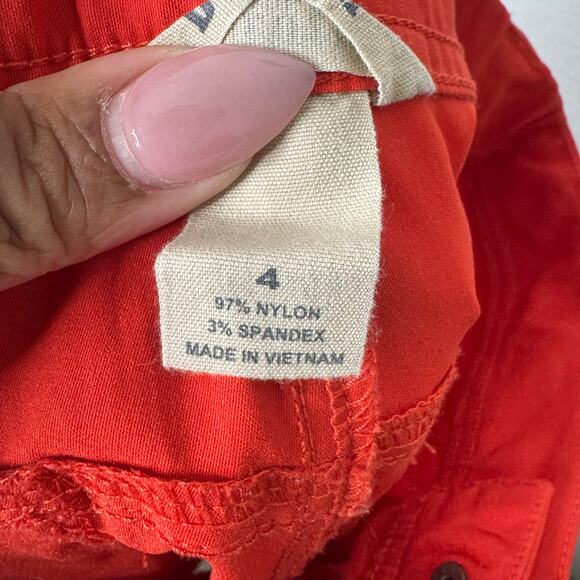 4
97% NYLON
3% SPANDEX
MADE IN VIETNAM